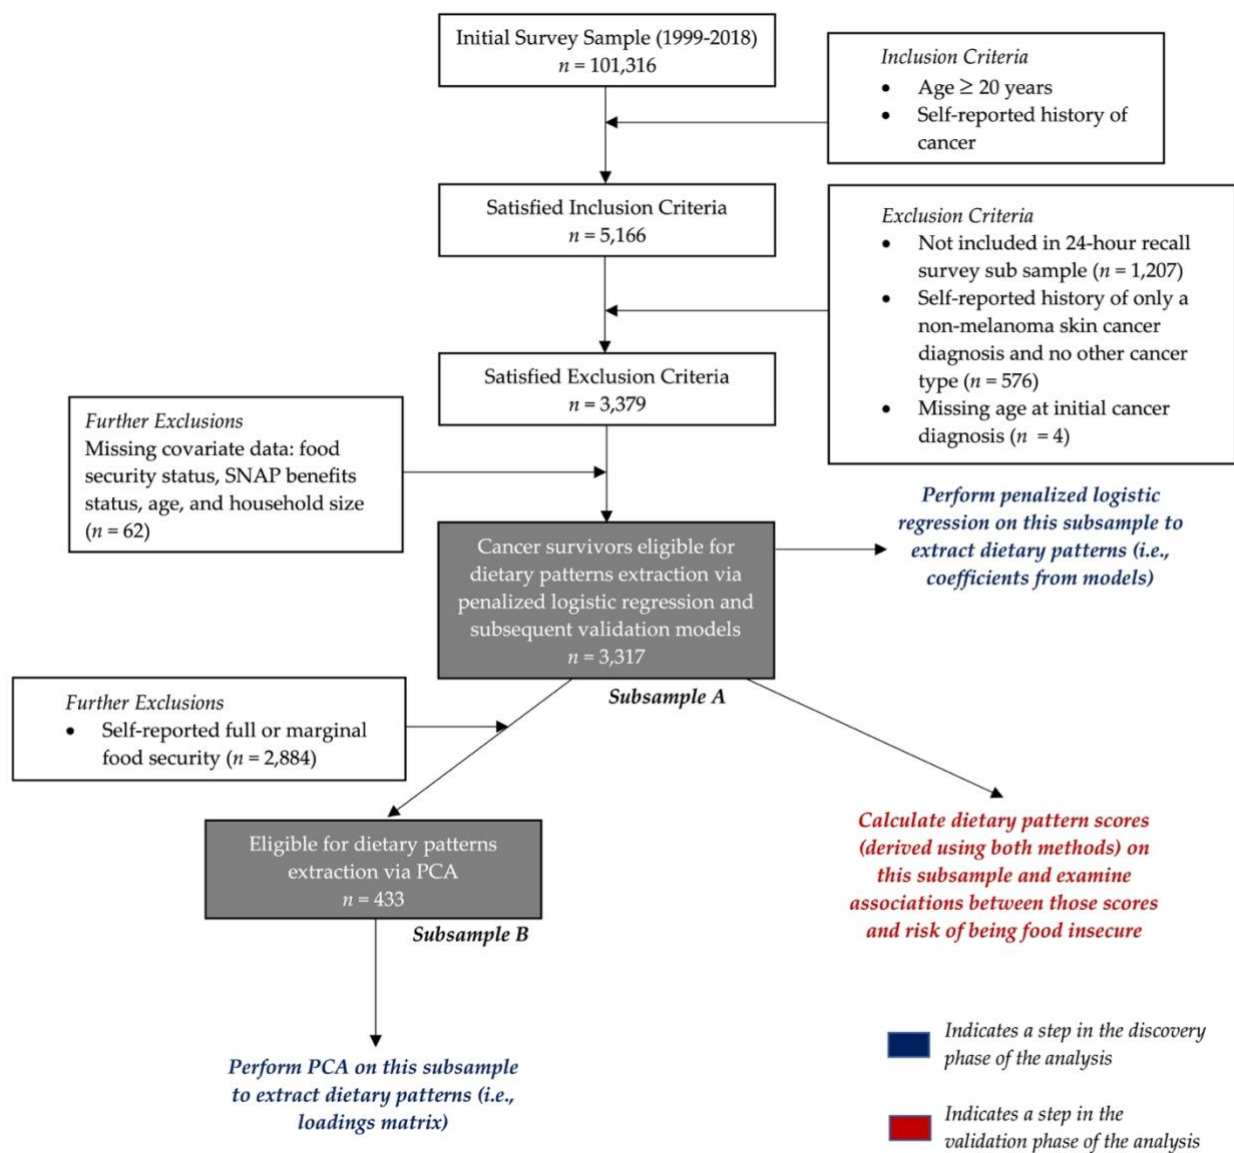 Initial Survey Sample (1999-2018)
n = 101,316
Inclusion Criteria
• Age ≥ 20 years
• Self-reported history of
cancer
Satisfied Inclusion Criteria
n = 5,166
Exclusion Criteria
• Not included in 24-hour recall
survey sub sample (n = 1,207)
• Self-reported history of only a
non-melanoma skin cancer
diagnosis and no other cancer
type (n = 576)
• Missing age at initial cancer
diagnosis (n = 4)
Satisfied Exclusion Criteria
n = 3,379
Further Exclusions
Missing covariate data: food
security status, SNAP benefits
status, age, and household size
(n = 62)
Cancer survivors eligible for
dietary patterns extraction via
penalized logistic regression and
subsequent validation models
n = 3,317
Subsample A
Perform penalized logistic
regression on this subsample to
extract dietary patterns (i.e.,
coefficients from models)
Further Exclusions
• Self-reported full or marginal
food security (n = 2,884)
Eligible for dietary patterns
extraction via PCA
n = 433
Subsample B
Calculate dietary pattern scores
(derived using both methods) on
this subsample and examine
associations between those scores
and risk of being food insecure
Perform PCA on this subsample
to extract dietary patterns (i.e.,
loadings matrix)
Indicates a step in the discovery
phase of the analysis
Indicates a step in the
validation phase of the analysis